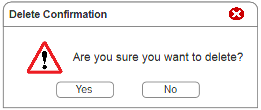 Delete Confirmation
Are you sure you want to delete?
Yes
No